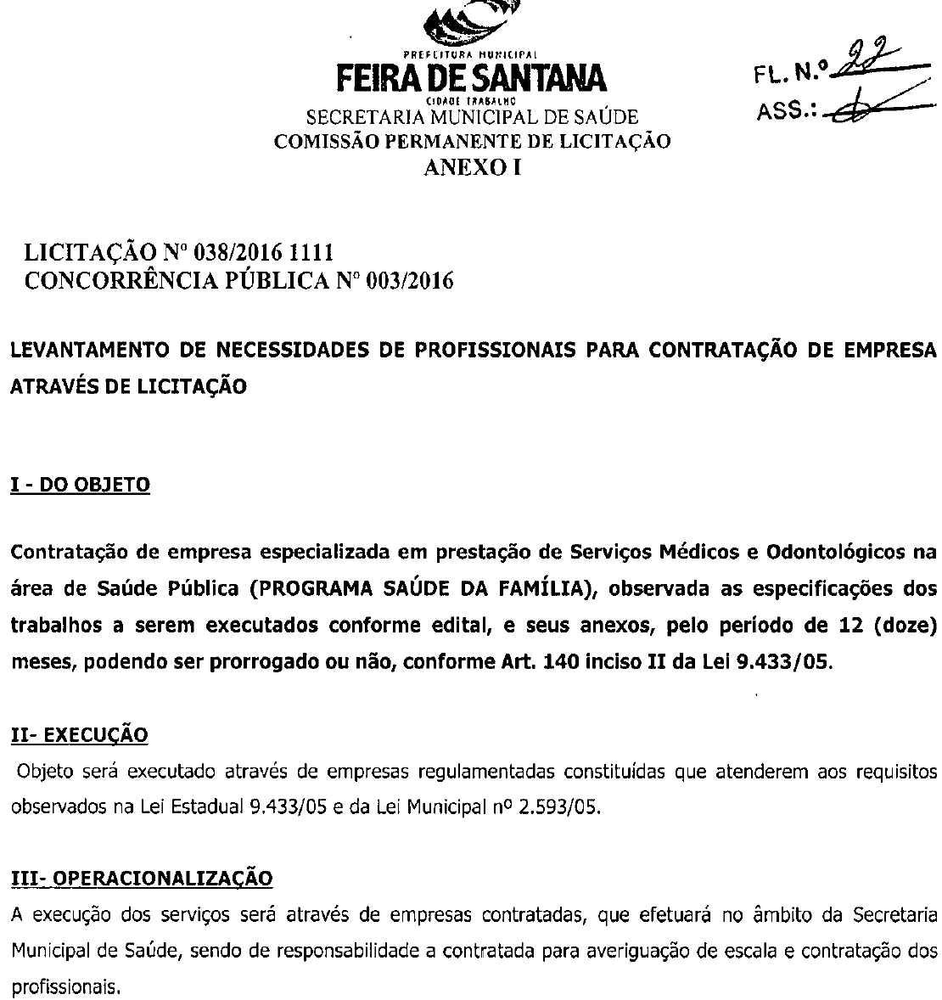 PREFEITURA MUNICIPAL
FEIRA DE SANTANA
CIDADE TRABALHO
SECRETARIA MUNICIPAL DE SAÚDE
COMISSÃO PERMANENTE DE LICITAÇÃO
ANEXO I
FL. N.º 22
ASS.:
LICITAÇÃO Nº 038/2016 1111
CONCORRÊNCIA PÚBLICA Nº 003/2016
LEVANTAMENTO DE NECESSIDADES DE PROFISSIONAIS PARA CONTRATAÇÃO DE EMPRESA
ATRAVÉS DE LICITAÇÃO
I - DO OBJETO
Contratação de empresa especializada em prestação de Serviços Médicos e Odontológicos na
área de Saúde Pública (PROGRAMA SAÚDE DA FAMÍLIA), observada as especificações dos
trabalhos a serem executados conforme edital, e seus anexos, pelo período de 12 (doze)
meses, podendo ser prorrogado ou não, conforme Art. 140 inciso II da Lei 9.433/05.
II- EXECUÇÃO
Objeto será executado através de empresas regulamentadas constituídas que atenderem aos requisitos
observados na Lei Estadual 9.433/05 e da Lei Municipal nº 2.593/05.
III- OPERACIONALIZAÇÃO
A execução dos serviços será através de empresas contratadas, que efetuará no âmbito da Secretaria
Municipal de Saúde, sendo de responsabilidade a contratada para averiguação de escala e contratação dos
profissionais.